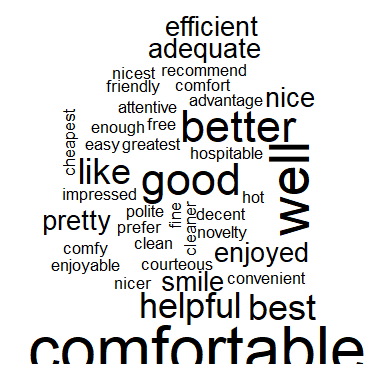 efficient
adequate
nicest recommend
friendly comfort
attentive advantage nice
cheapest
enough free better
easy greatest
hospitable
well
like good
impressed hot
polite fine decent
pretty prefer cleaner novelty
comfy clean enjoyed
enjoyable courteous
nicer smile convenient
helpful best
comfortable